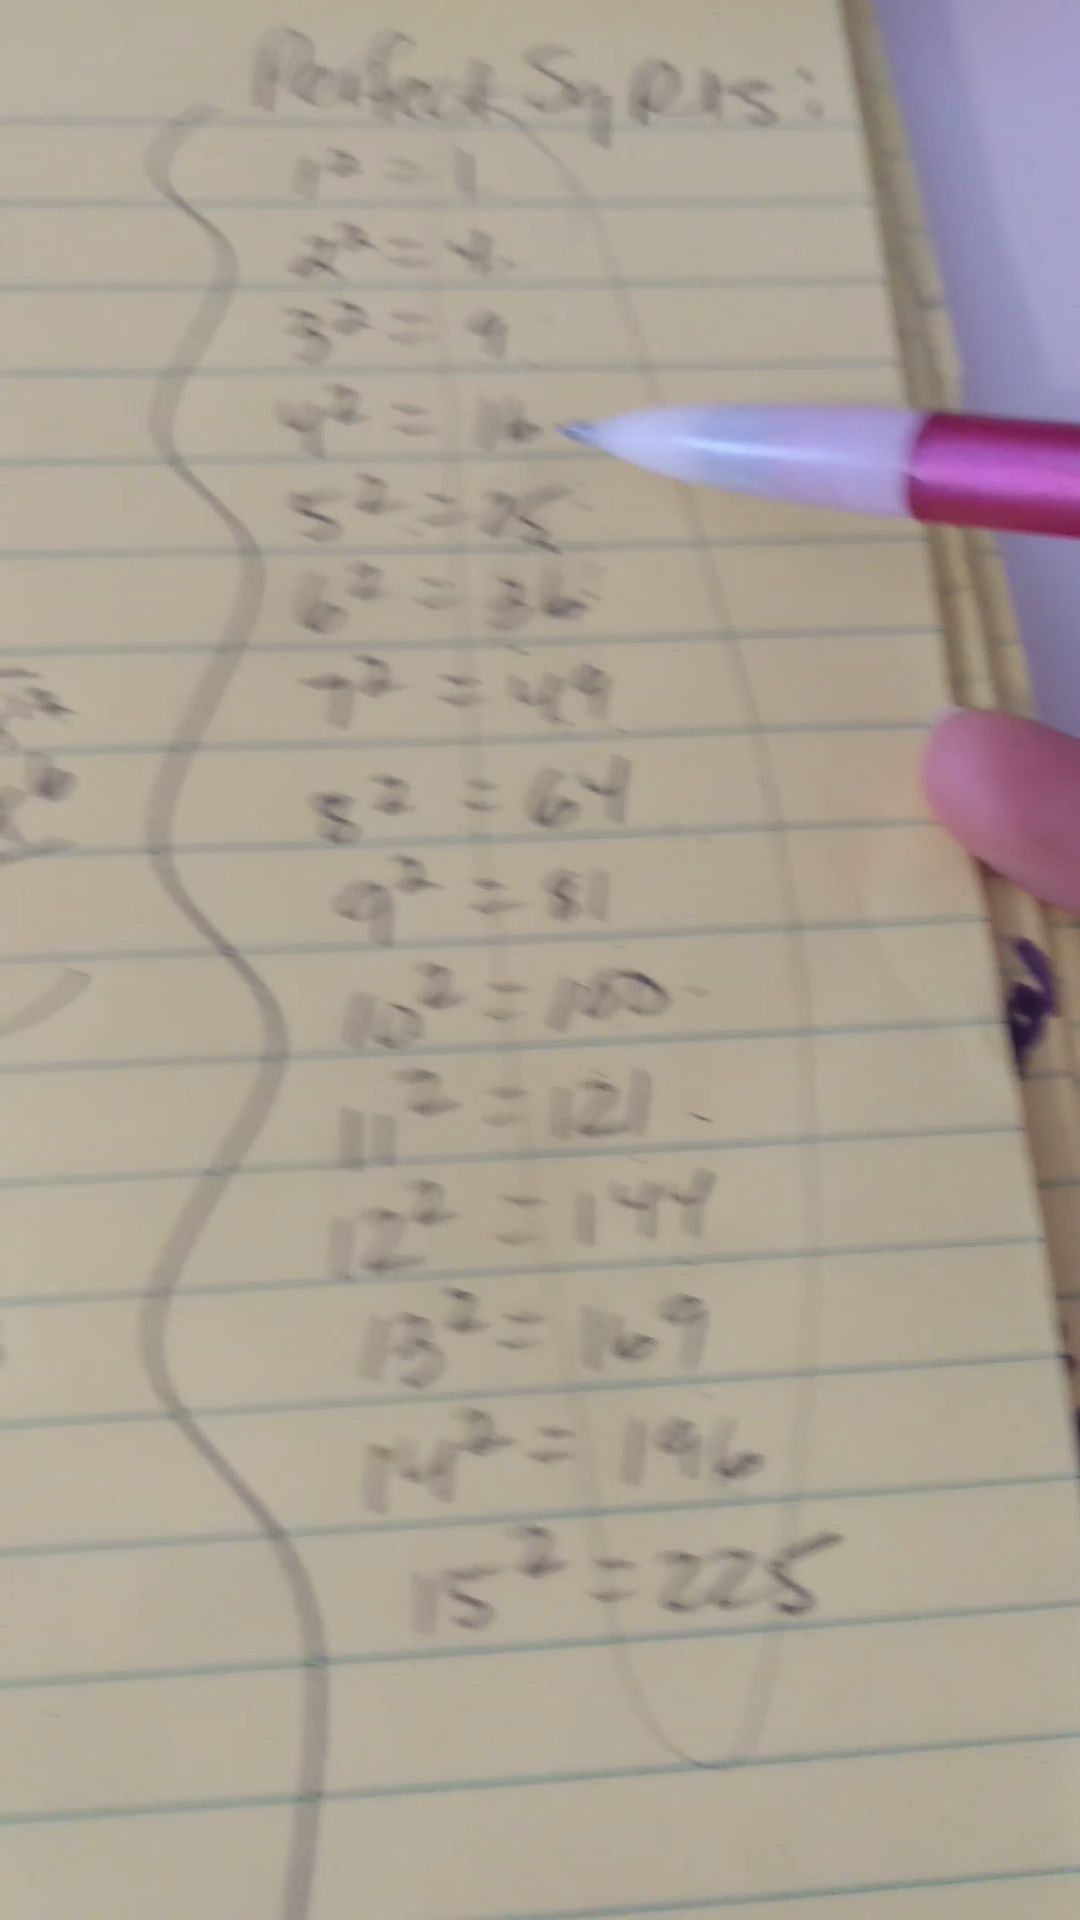 Perfect Sq Rts:
1² = 1
2² = 4
3² = 9
4² = 16
5² = 25
6² = 36
7² = 49
8² = 64
9² = 81
10² = 100
11² = 121
12² = 144
13² = 169
14² = 196
15² = 225